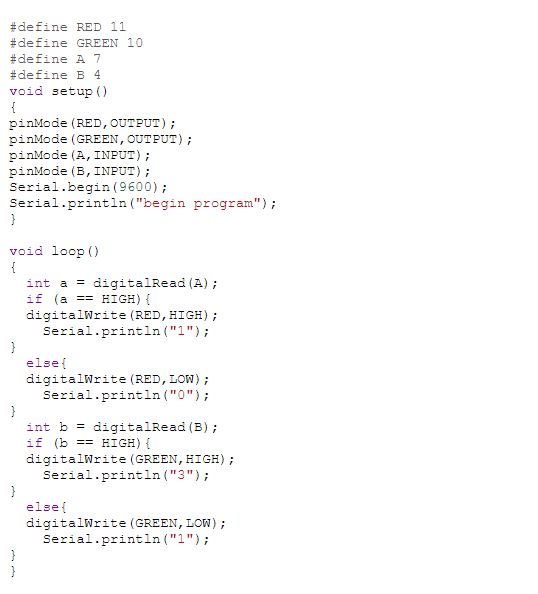 #define RED 11
#define GREEN 10
#define A 7
#define B 4
void setup()
{
pinMode(RED,OUTPUT);
pinMode(GREEN,OUTPUT);
pinMode(A,INPUT);
pinMode(B,INPUT);
Serial.begin(9600);
Serial.println("begin program");
}

void loop()
{
  int a = digitalRead(A);
  if (a == HIGH){
  digitalWrite(RED,HIGH);
    Serial.println("1");
}
  else{
  digitalWrite(RED,LOW);
    Serial.println("0");
}
  int b = digitalRead(B);
  if (b == HIGH){
  digitalWrite(GREEN,HIGH);
    Serial.println("3");
}
  else{
  digitalWrite(GREEN,LOW);
    Serial.println("1");
}
}